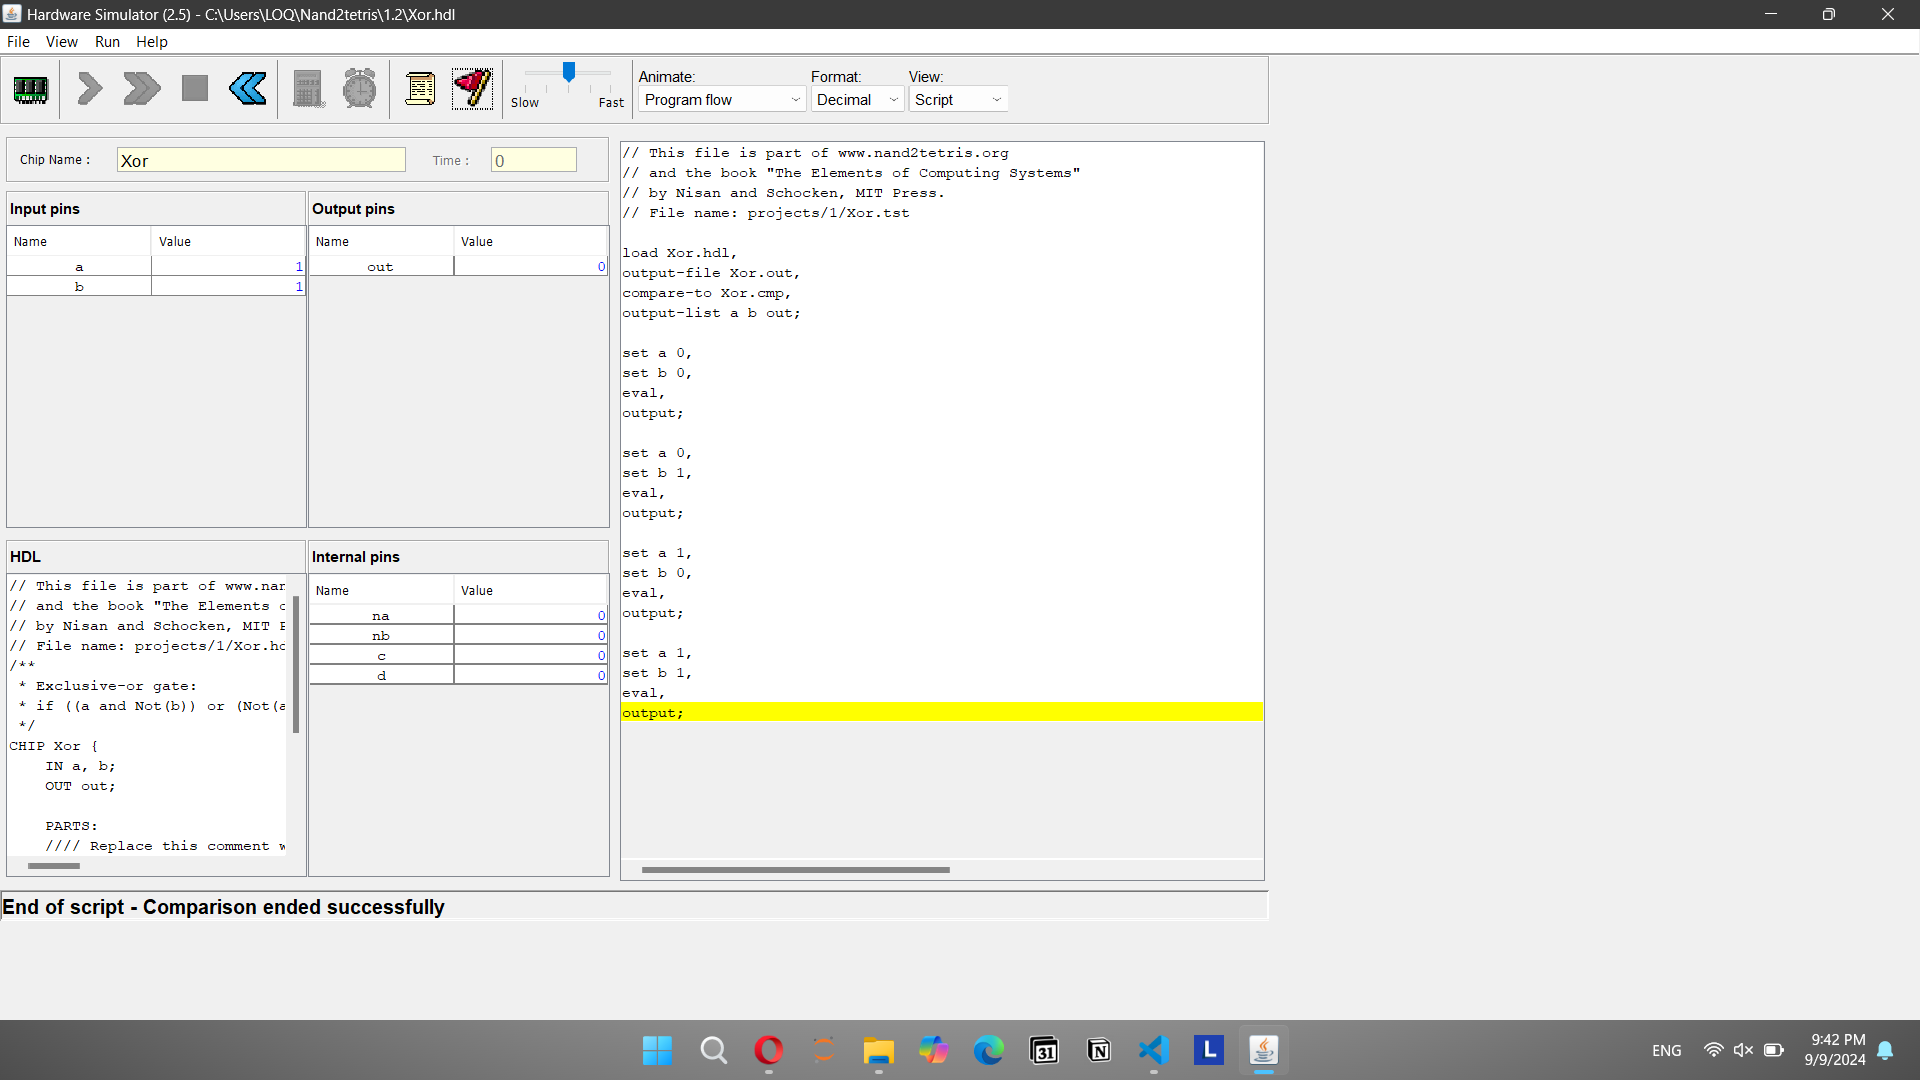 Hardware Simulator (2.5) - C:\Users\LOQ\Nand2tetris\1.2\Xor.hdl
File View Run Help
Slow Fast
Animate: Format: View:
Program flow Decimal Script
Chip Name : Xor Time : 0
Input pins
Name Value
a 1
b 1
Output pins
Name Value
out 0
HDL
// This file is part of www.nan
// and the book "The Elements o
// by Nisan and Schocken, MIT P
// File name: projects/1/Xor.hd
/**
* Exclusive-or gate:
* if ((a and Not(b)) or (Not(a
*/
CHIP Xor {
IN a, b;
OUT out;
PARTS:
//// Replace this comment w
Internal pins
Name Value
na 0
nb 0
c 0
d 0
// This file is part of www.nand2tetris.org
// and the book "The Elements of Computing Systems"
// by Nisan and Schocken, MIT Press.
// File name: projects/1/Xor.tst
load Xor.hdl,
output-file Xor.out,
compare-to Xor.cmp,
output-list a b out;
set a 0,
set b 0,
eval,
output;
set a 0,
set b 1,
eval,
output;
set a 1,
set b 0,
eval,
output;
set a 1,
set b 1,
eval,
output;
End of script - Comparison ended successfully
31
N
L
ENG
9:42 PM
9/9/2024